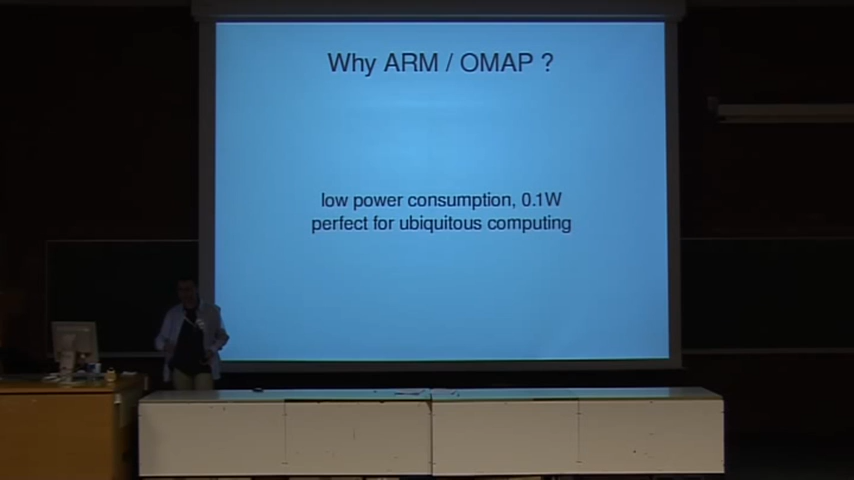 Why ARM / OMAP ?
low power consumption, 0.1W
perfect for ubiquitous computing